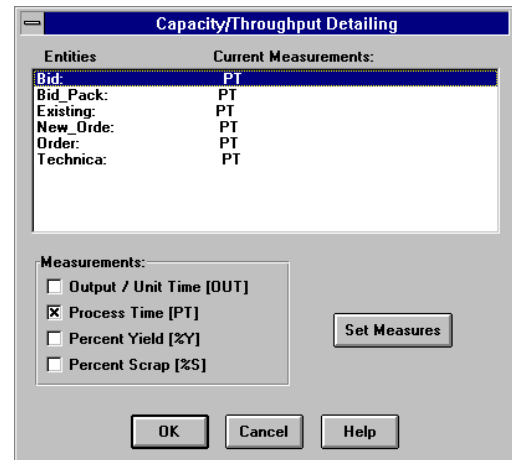 Capacity/Throughput Detailing
Entities Current Measurements:
Bid: PT
Bid_Pack: PT
Existing: PT
New_Orde: PT
Order: PT
Technica: PT
Measurements:
Output / Unit Time [OUT]
Process Time [PT]
Percent Yield [%Y]
Percent Scrap [%S]
Set Measures
OK Cancel Help